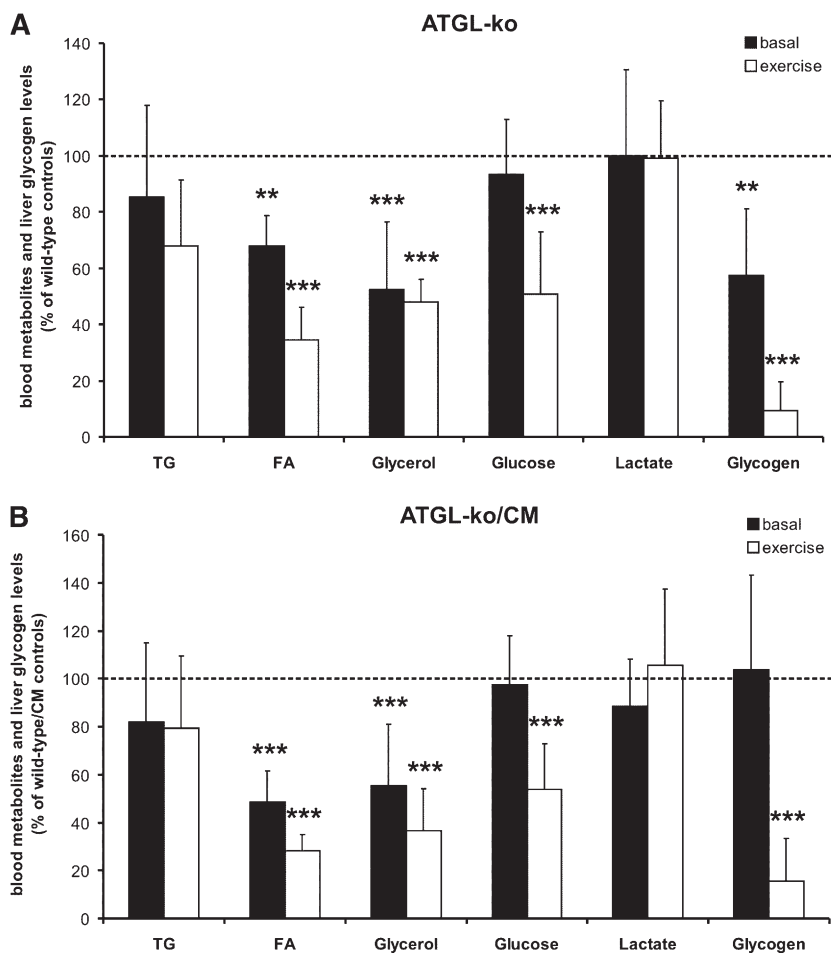 A
ATGL-ko
basal
exercise
blood metabolites and liver glycogen levels
(% of wild-type controls)
140
120
100
80
60
40
20
0
**
***
***
***
***
**
***
TG FA Glycerol Glucose Lactate Glycogen
B
ATGL-ko/CM
basal
exercise
blood metabolites and liver glycogen levels
(% of wild-type/CM controls)
160
140
120
100
80
60
40
20
0
***
***
***
***
***
***
TG FA Glycerol Glucose Lactate Glycogen